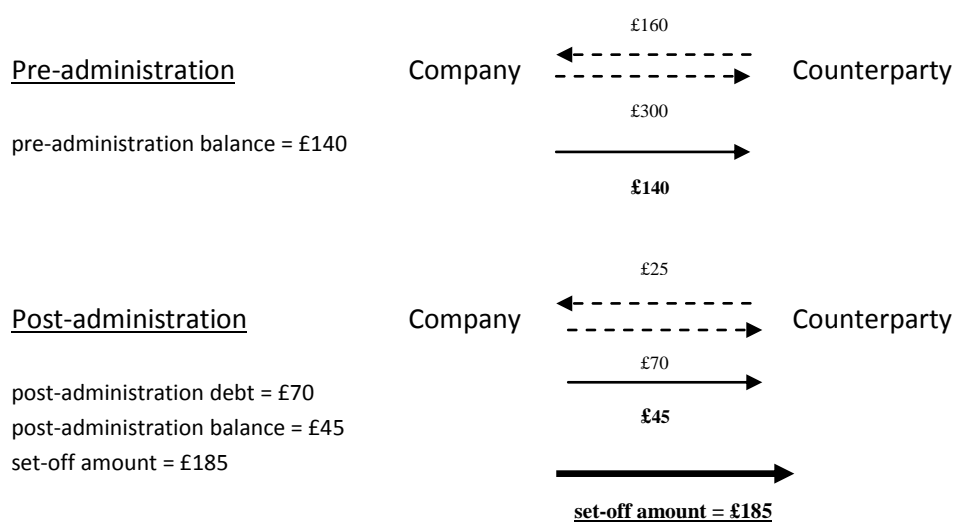 £160
Pre-administration Company Counterparty
£300
pre-administration balance = £140
£140
£25
Post-administration Company Counterparty
£70
post-administration debt = £70
£45
post-administration balance = £45
set-off amount = £185
set-off amount = £185